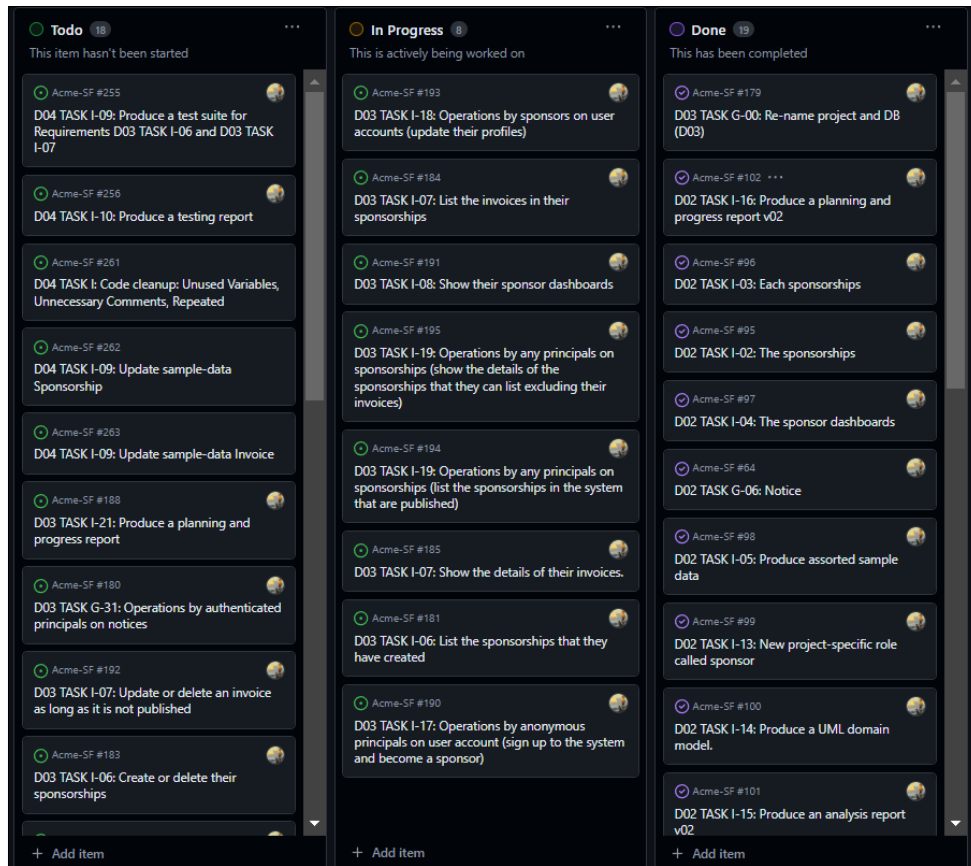 Todo 18
This item hasn't been started
Acme-SF #255
D04 TASK I-09: Produce a test suite for
Requirements D03 TASK I-06 and D03 TASK
I-07
Acme-SF #256
D04 TASK I-10: Produce a testing report
Acme-SF #261
D04 TASK I: Code cleanup: Unused Variables,
Unnecessary Comments, Repeated
Acme-SF #262
D04 TASK I-09: Update sample-data
Sponsorship
Acme-SF #263
D04 TASK I-09: Update sample-data Invoice
Acme-SF #188
D03 TASK I-21: Produce a planning and
progress report
Acme-SF #180
D03 TASK G-31: Operations by authenticated
principals on notices
Acme-SF #192
D03 TASK I-07: Update or delete an invoice
as long as it is not published
Acme-SF #183
D03 TASK I-06: Create or delete their
sponsorships
+ Add item
In Progress 8
This is actively being worked on
Acme-SF #193
D03 TASK I-18: Operations by sponsors on user
accounts (update their profiles)
Acme-SF #184
D03 TASK I-07: List the invoices in their
sponsorships
Acme-SF #191
D03 TASK I-08: Show their sponsor dashboards
Acme-SF #195
D03 TASK I-19: Operations by any principals on
sponsorships (show the details of the
sponsorships that they can list excluding their
invoices)
Acme-SF #194
D03 TASK I-19: Operations by any principals on
sponsorships (list the sponsorships in the system
that are published)
Acme-SF #185
D03 TASK I-07: Show the details of their invoices.
Acme-SF #181
D03 TASK I-06: List the sponsorships that they
have created
Acme-SF #190
D03 TASK I-17: Operations by anonymous
principals on user account (sign up to the system
and become a sponsor)
+ Add item
Done 19
This has been completed
Acme-SF #179
D03 TASK G-00: Re-name project and DB
(D03)
Acme-SF #102 ···
D02 TASK I-16: Produce a planning and
progress report v02
Acme-SF #96
D02 TASK I-03: Each sponsorships
Acme-SF #95
D02 TASK I-02: The sponsorships
Acme-SF #97
D02 TASK I-04: The sponsor dashboards
Acme-SF #64
D02 TASK G-06: Notice
Acme-SF #98
D02 TASK I-05: Produce assorted sample
data
Acme-SF #99
D02 TASK I-13: New project-specific role
called sponsor
Acme-SF #100
D02 TASK I-14: Produce a UML domain
model.
Acme-SF #101
D02 TASK I-15: Produce an analysis report
v02
+ Add item